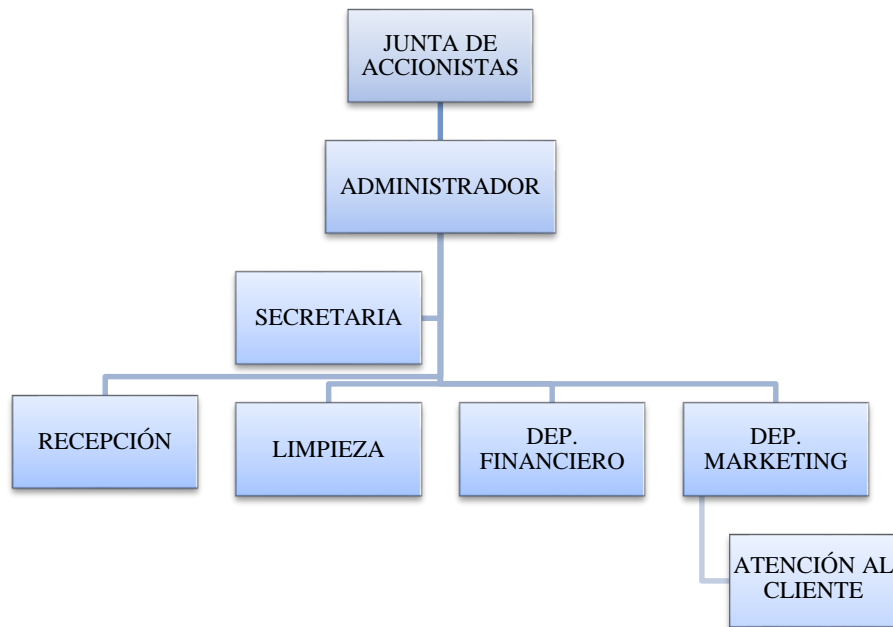 JUNTA DE
ACCIONISTAS
ADMINISTRADOR
SECRETARIA
RECEPCIÓN
LIMPIEZA
DEP.
FINANCIERO
DEP.
MARKETING
ATENCIÓN AL
CLIENTE